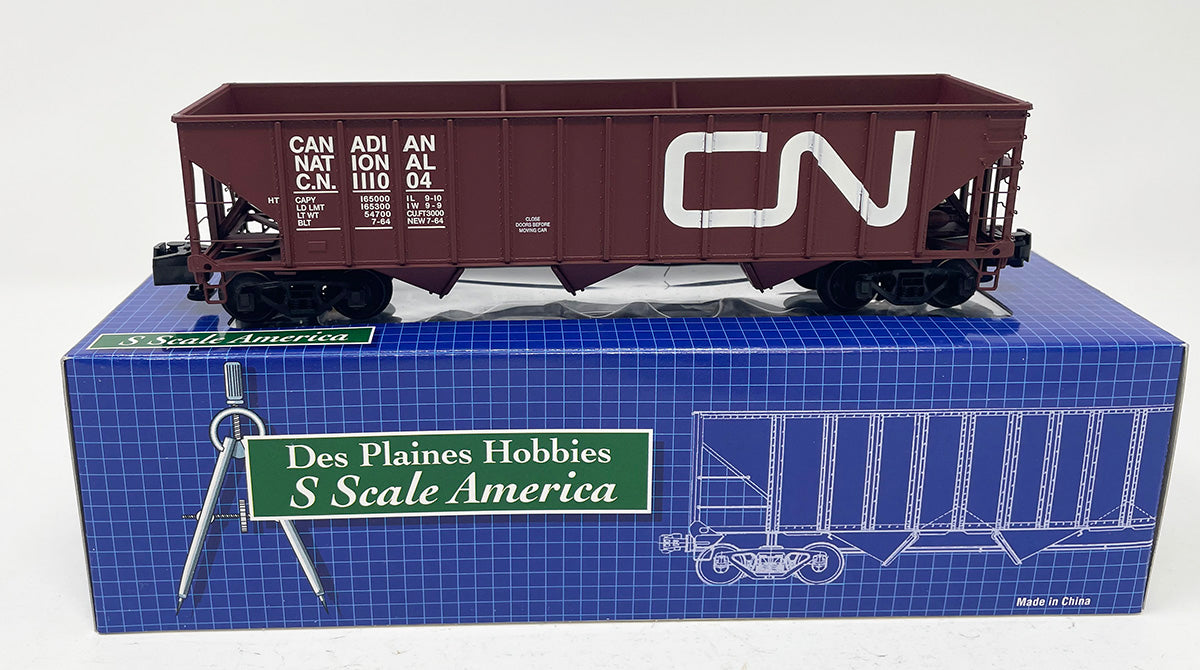 CAN ADI AN
NAT ION AL
C.N. 1110 04
HT
CAPY 165000 IL 9-10
LD LMT 165300 IW 9-9
LT WT 54700 CU.FT3000
BLT 7-64 NEW 7-64
CLOSE
DOORS BEFORE
MOVING CAR
CN
S Scale America
Des Plaines Hobbies
S Scale America
Made in China